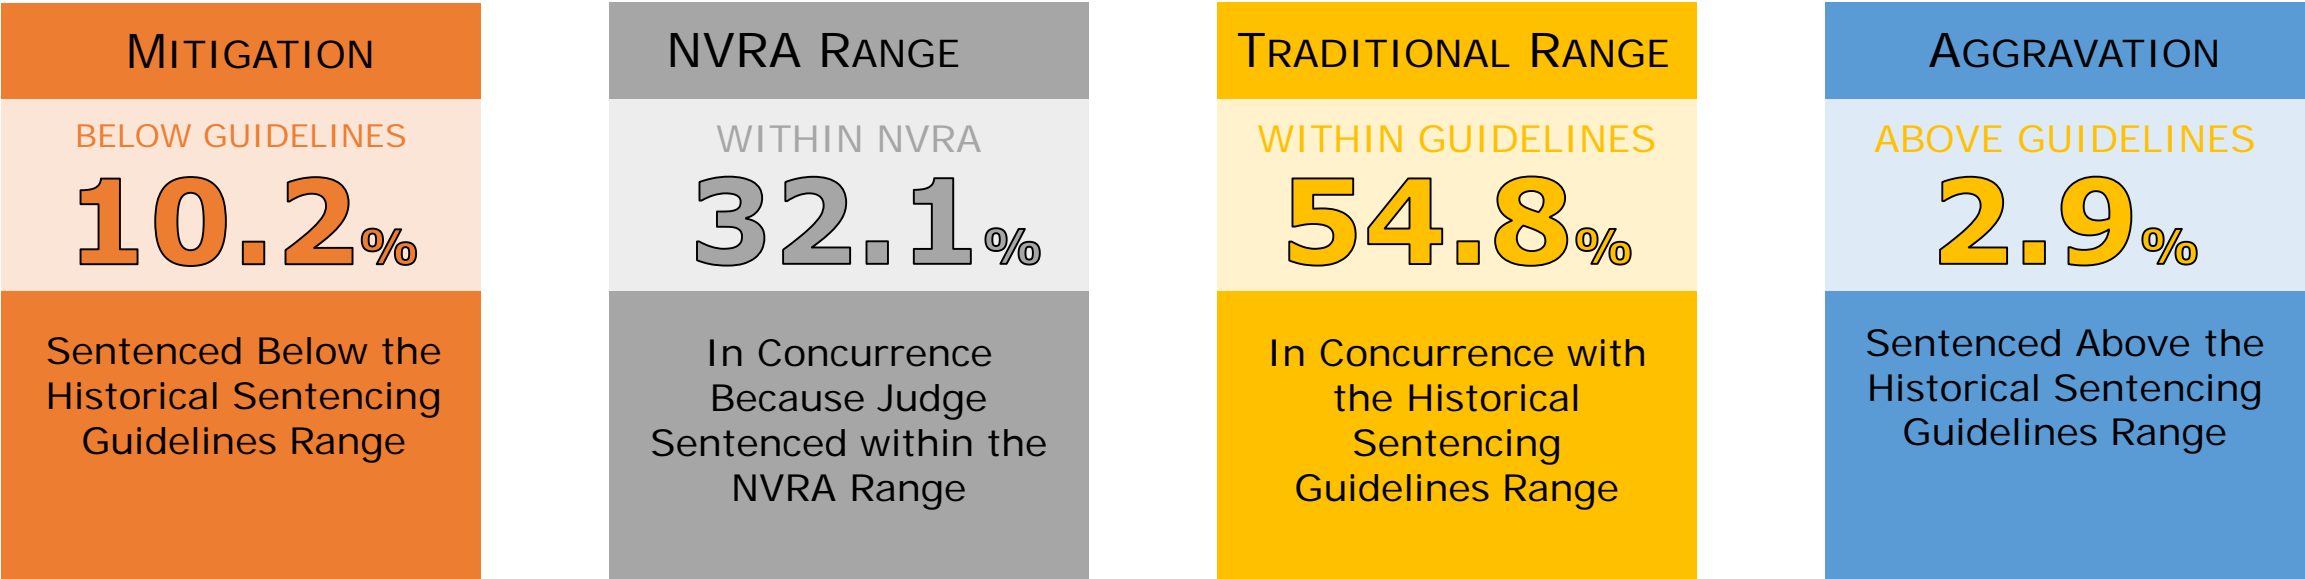 MITIGATION
BELOW GUIDELINES
10.2%
Sentenced Below the
Historical Sentencing
Guidelines Range
NVRA RANGE
WITHIN NVRA
32.1%
In Concurrence
Because Judge
Sentenced within the
NVRA Range
TRADITIONAL RANGE
WITHIN GUIDELINES
54.8%
In Concurrence with
the Historical
Sentencing
Guidelines Range
AGGRAVATION
ABOVE GUIDELINES
2.9%
Sentenced Above the
Historical Sentencing
Guidelines Range